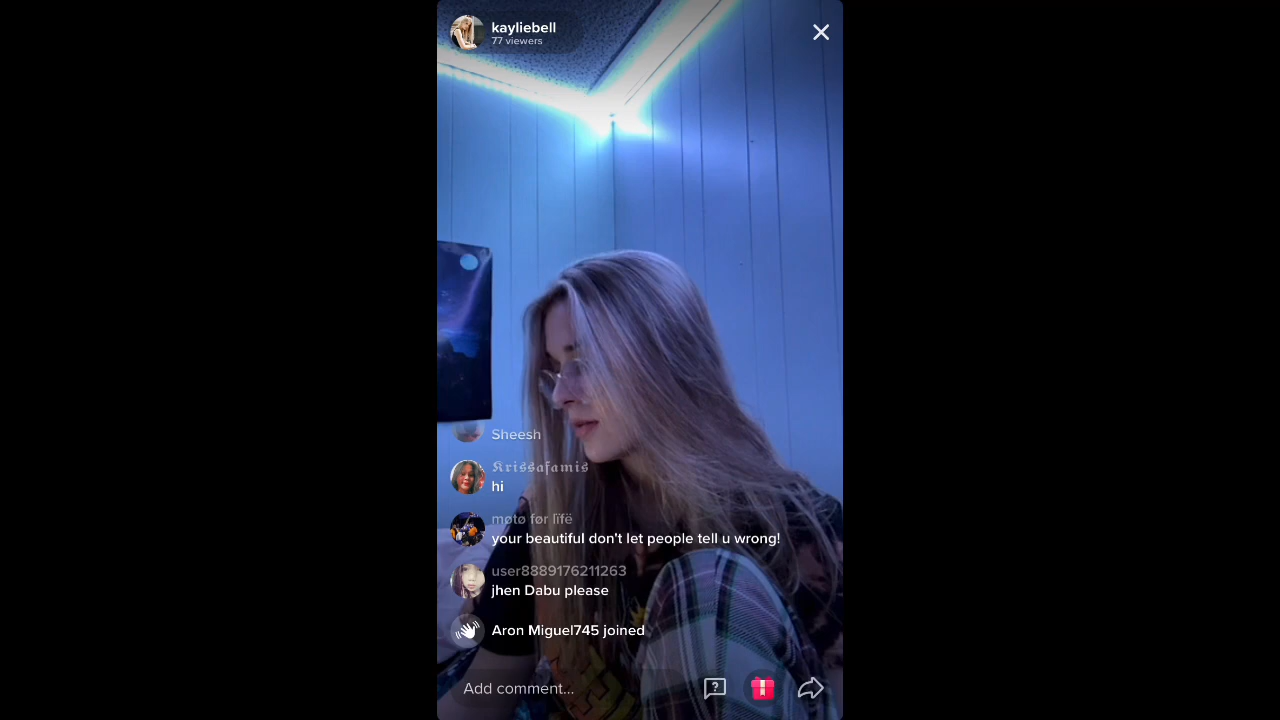 kayliebell
77 viewers
Sheesh
𝕶𝖗𝖎𝖘𝖘𝖆𝖋𝖆𝖒𝖎𝖘
hi
møtø før lïfë
your beautiful don't let people tell u wrong!
user8889176211263
jhen Dabu please
Aron Miguel745 joined
Add comment...
?